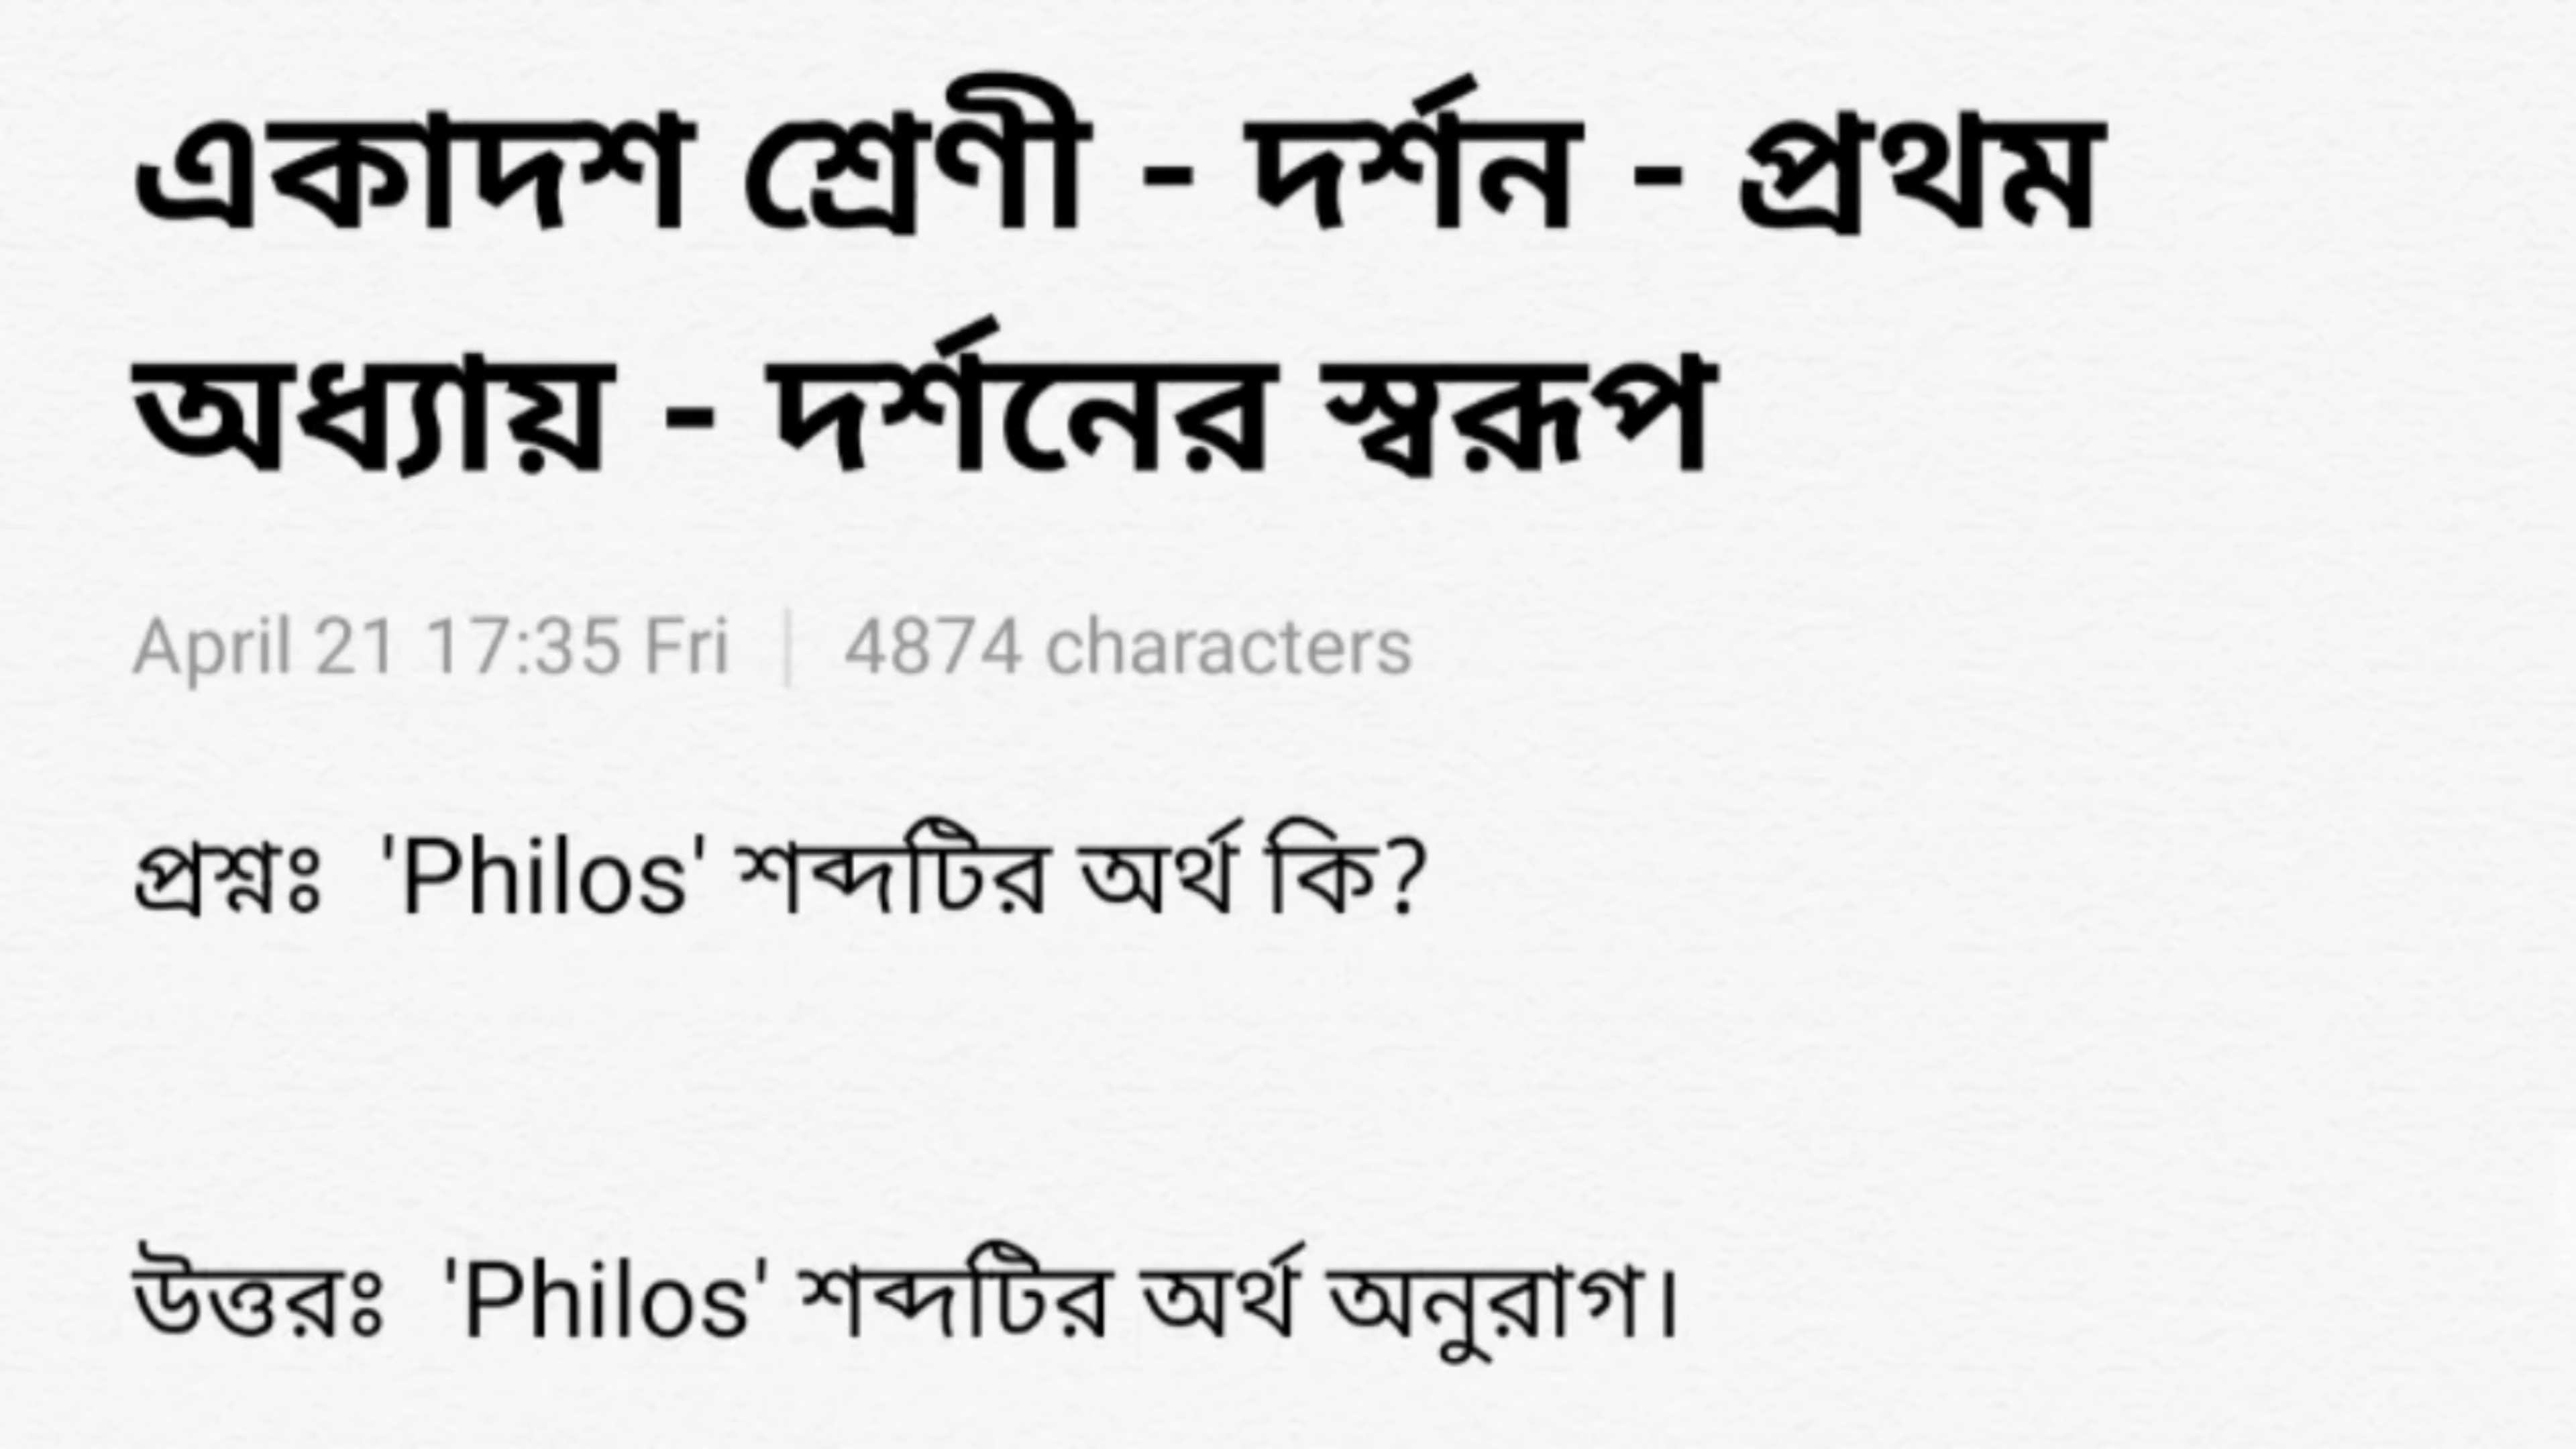 একাদশ শ্রেণী - দর্শন - প্রথম
অধ্যায় - দর্শনের স্বরূপ
April 21 17:35 Fri | 4874 characters
প্রশ্নঃ 'Philos' শব্দটির অর্থ কি?
উত্তরঃ 'Philos' শব্দটির অর্থ অনুরাগ।